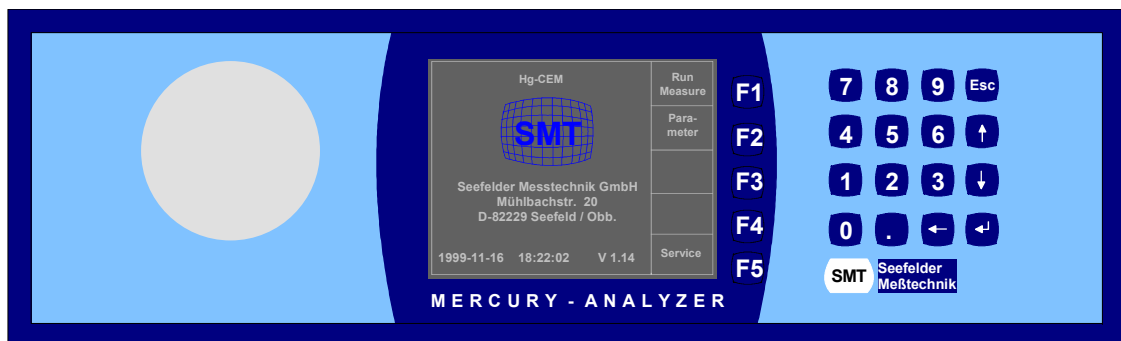 Hg-CEM
SMT
Seefelder Messtechnik GmbH
Mühlbachstr. 20
D-82229 Seefeld / Obb.
1999-11-16 18:22:02 V 1.14
Run
Measure
Para-
meter
Service
F1
F2
F3
F4
F5
MERCURY - ANALYZER
7 8 9 Esc
4 5 6 ↑
1 2 3 ↓
0 . ← ↵
SMT
Seefelder
Meßtechnik